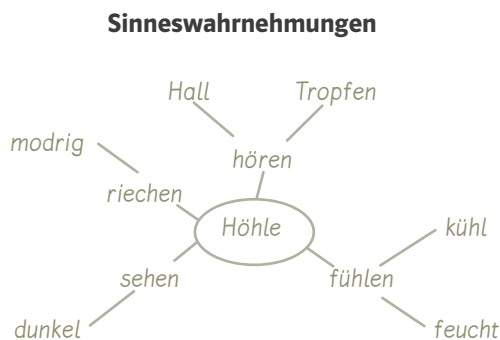 Sinneswahrnehmungen
Hall
Tropfen
modrig
hören
riechen
Höhle
kühl
sehen
fühlen
dunkel
feucht